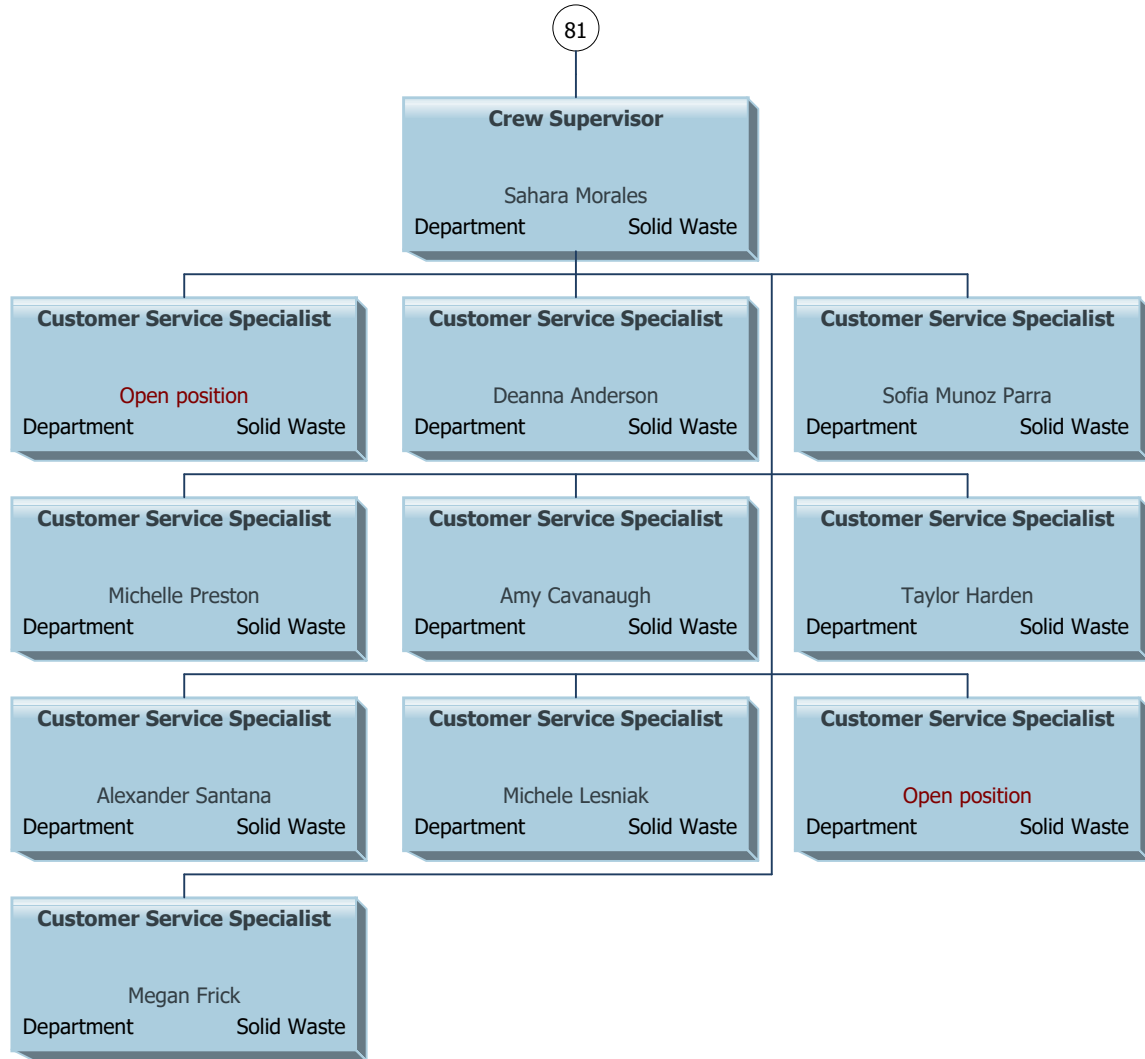 81
Crew Supervisor
Sahara Morales
Department Solid Waste
Customer Service Specialist
Open position
Department Solid Waste
Customer Service Specialist
Deanna Anderson
Department Solid Waste
Customer Service Specialist
Sofia Munoz Parra
Department Solid Waste
Customer Service Specialist
Michelle Preston
Department Solid Waste
Customer Service Specialist
Amy Cavanaugh
Department Solid Waste
Customer Service Specialist
Taylor Harden
Department Solid Waste
Customer Service Specialist
Alexander Santana
Department Solid Waste
Customer Service Specialist
Michele Lesniak
Department Solid Waste
Customer Service Specialist
Open position
Department Solid Waste
Customer Service Specialist
Megan Frick
Department Solid Waste